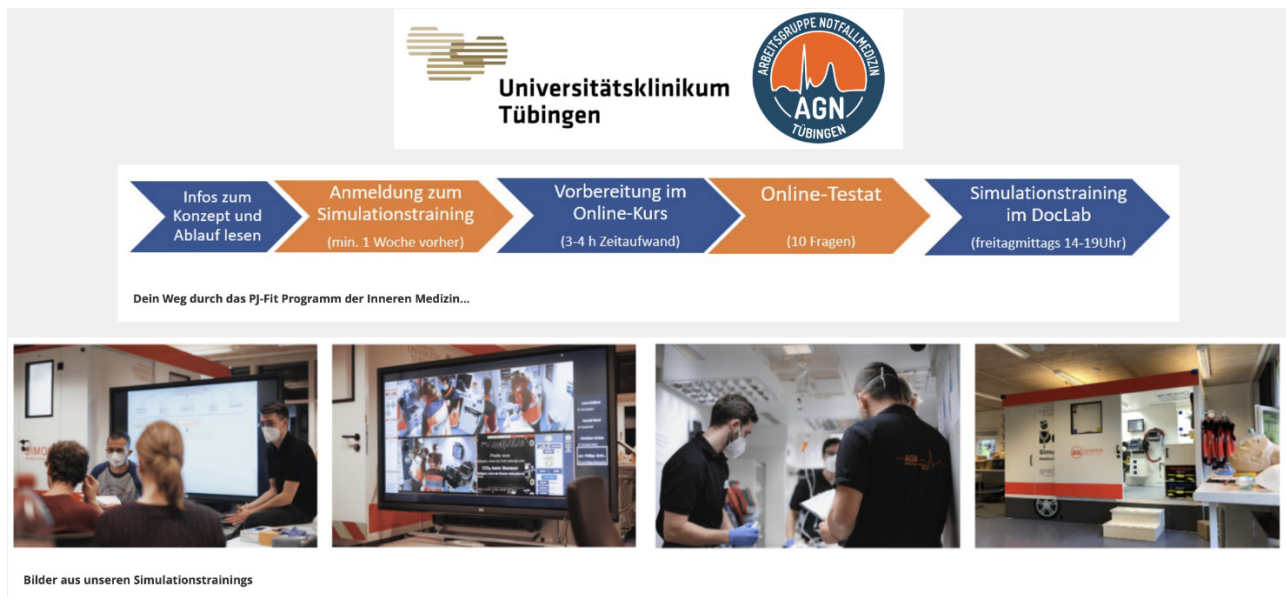 Universitätsklinikum
Tübingen
ARBEITSGRUPPE NOTFALLMEDIZIN
AGN
TÜBINGEN
Infos zum
Konzept und
Ablauf lesen
Anmeldung zum
Simulationstraining
(min. 1 Woche vorher)
Vorbereitung im
Online-Kurs
(3-4 h Zeitaufwand)
Online-Testat
(10 Fragen)
Simulationstraining
im DocLab
(freitagmittags 14-19Uhr)
Dein Weg durch das PJ-Fit Programm der Inneren Medizin...
AGN
Bilder aus unseren Simulationstrainings